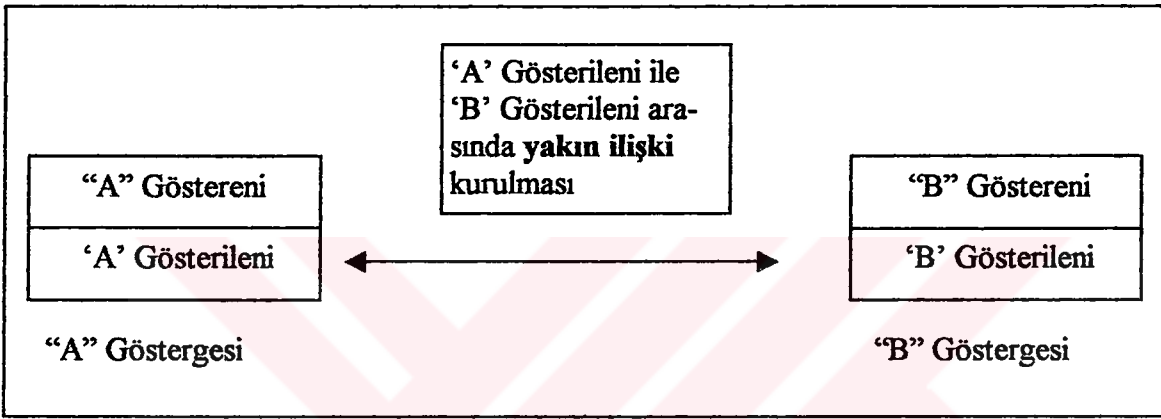 ‘A’ Gösterileni ile
‘B’ Gösterileni ara-
sında yakın ilişki
kurulması
“A” Göstereni
‘A’ Gösterileni
“A” Göstergesi
“B” Göstereni
‘B’ Gösterileni
“B” Göstergesi